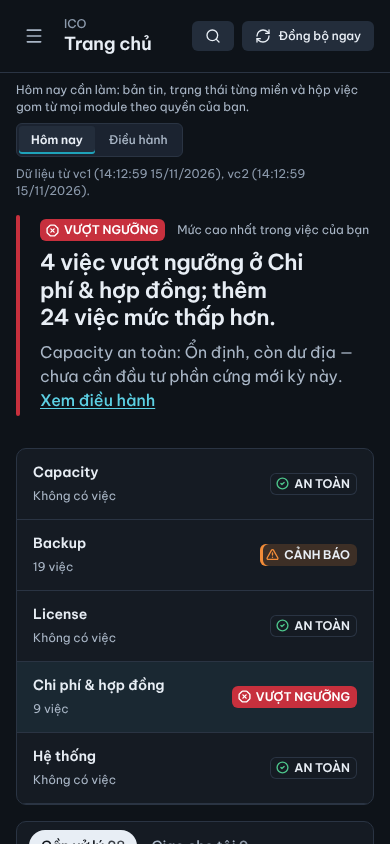 ICO
Trang chủ
Đồng bộ ngay
Hôm nay cần làm: bản tin, trạng thái từng miền và hộp việc
gom từ mọi module theo quyền của bạn.
Hôm nay
Điều hành
Dữ liệu từ vc1 (14:12:59 15/11/2026), vc2 (14:12:59
15/11/2026).
VƯỢT NGƯỠNG
Mức cao nhất trong việc của bạn
4 việc vượt ngưỡng ở Chi
phí & hợp đồng; thêm
24 việc mức thấp hơn.
Capacity an toàn: Ổn định, còn dư địa —
chưa cần đầu tư phần cứng mới kỳ này.
Xem điều hành
Capacity
Không có việc
AN TOÀN
Backup
19 việc
CẢNH BÁO
License
Không có việc
AN TOÀN
Chi phí & hợp đồng
9 việc
VƯỢT NGƯỠNG
Hệ thống
Không có việc
AN TOÀN